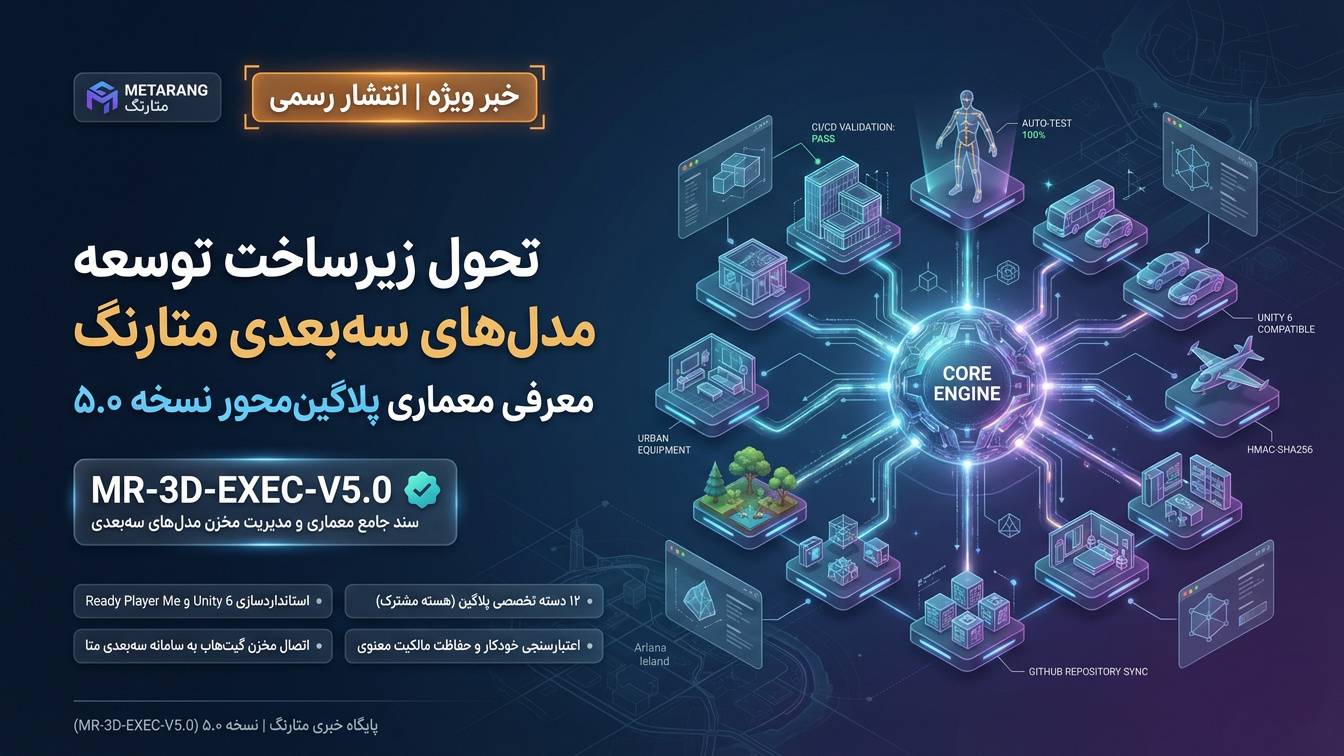 METARANG
متارنگ
خبر ویژه | انتشار رسمی
تحول زیرساخت توسعه
مدل‌های سه‌بعدی متارنگ
معرفی معماری پلاگین‌محور نسخه ۵.۰
MR-3D-EXEC-V5.0
سند جامع معماری و مدیریت مخزن مدل‌های سه‌بعدی
۱۲ دسته تخصصی پلاگین (هسته مشترک)
استانداردسازی Unity 6 و Ready Player Me
اعتبارسنجی خودکار و حفاظت مالکیت معنوی
اتصال مخزن گیت‌هاب به سامانه سه‌بعدی متا
پایگاه خبری متارنگ | نسخه ۵.۰ (MR-3D-EXEC-V5.0)
CI/CD VALIDATION:
PASS
AUTO-TEST
100%
UNITY 6
COMPATIBLE
CORE
ENGINE
URBAN
EQUIPMENT
HMAC-SHA256
GITHUB REPOSITORY SYNC